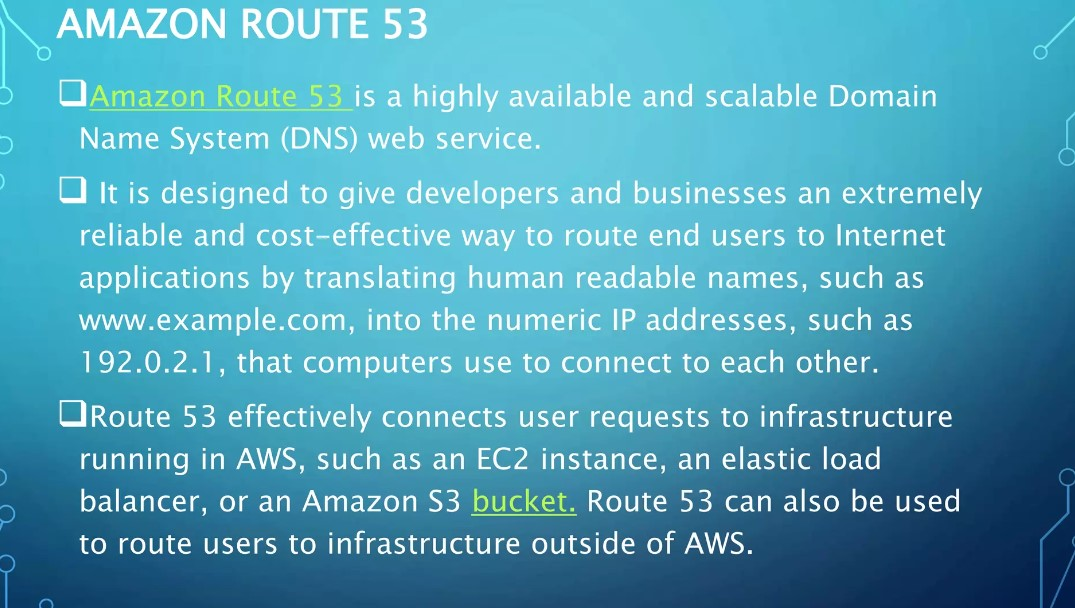 AMAZON ROUTE 53
Amazon Route 53 is a highly available and scalable Domain
Name System (DNS) web service.
It is designed to give developers and businesses an extremely
reliable and cost-effective way to route end users to Internet
applications by translating human readable names, such as
www.example.com, into the numeric IP addresses, such as
192.0.2.1, that computers use to connect to each other.
Route 53 effectively connects user requests to infrastructure
running in AWS, such as an EC2 instance, an elastic load
balancer, or an Amazon S3 bucket. Route 53 can also be used
to route users to infrastructure outside of AWS.